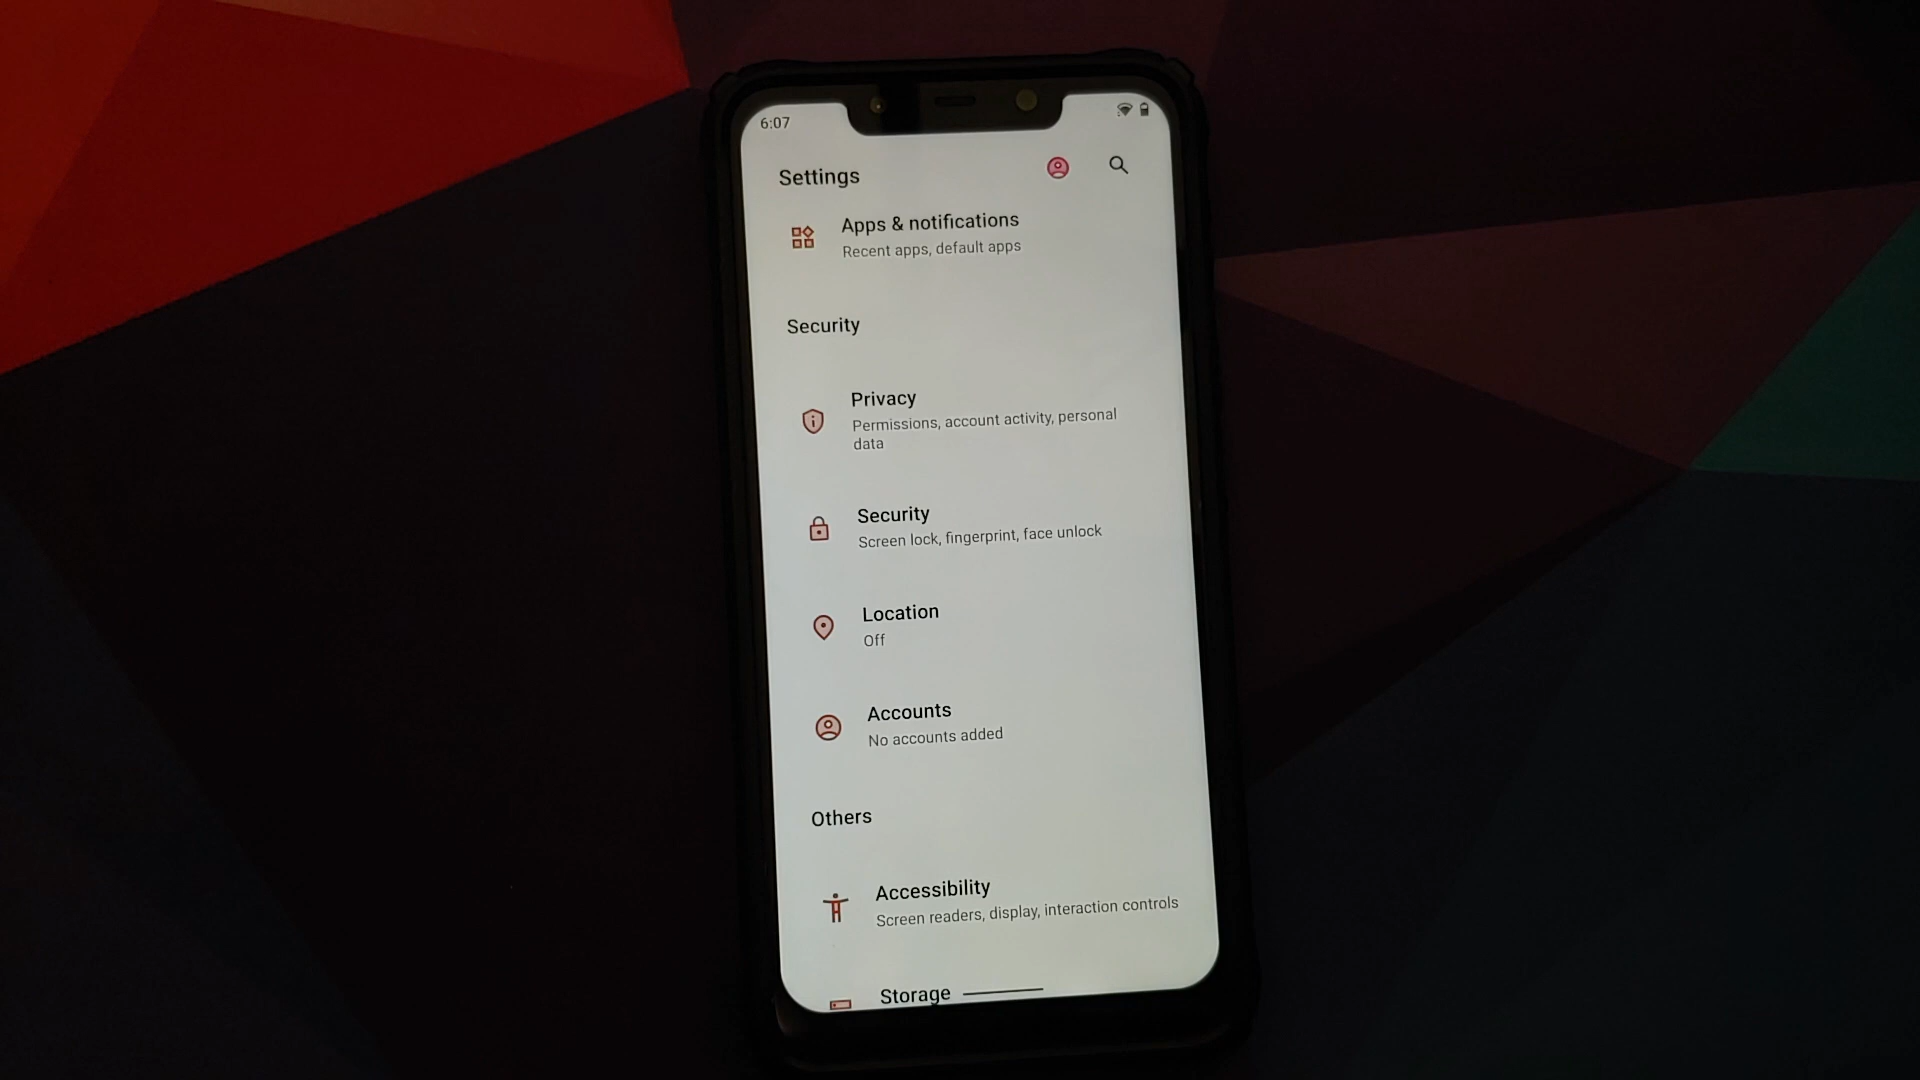 6:07
Settings
Apps & notifications
Recent apps, default apps
Security
Privacy
Permissions, account activity, personal
data
Security
Screen lock, fingerprint, face unlock
Location
Off
Accounts
No accounts added
Others
Accessibility
Screen readers, display, interaction controls
Storage